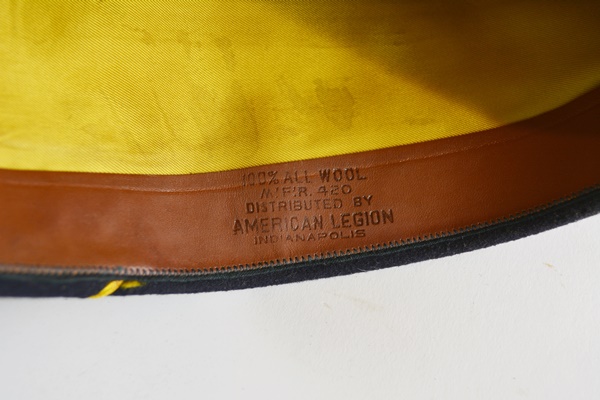 100% ALL WOOL.
M'F'R. 420
DISTRIBUTED BY
AMERICAN LEGION
INDIANAPOLIS